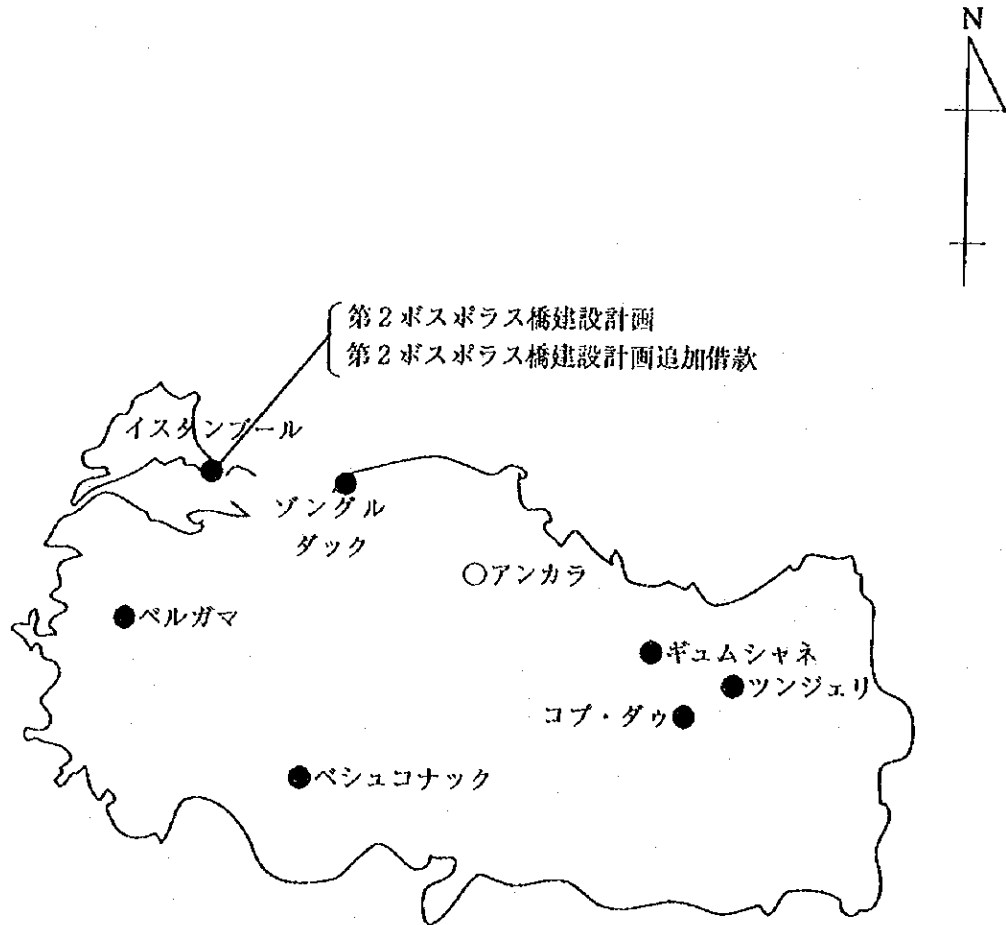 N
第2ボスポラス橋建設計画
第2ボスポラス橋建設計画追加借款
イスタンブール
ゾングル
ダック
アンカラ
ベルガマ
ギュムシャネ
ツンジェリ
コプ・ダゥ
ベシュコナック